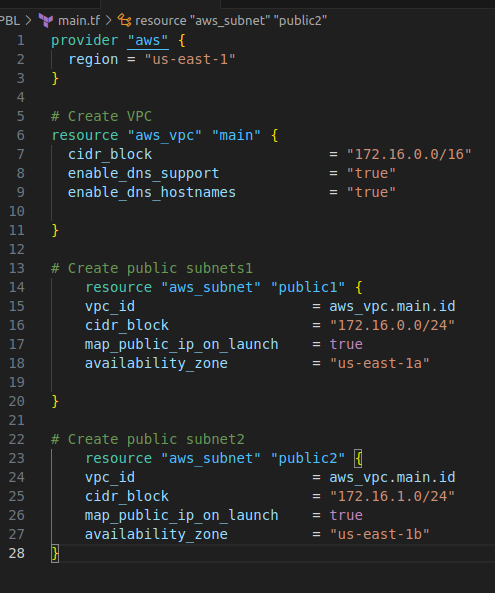 PBL > main.tf > resource "aws_subnet" "public2"
1 provider "aws" {
2   region = "us-east-1"
3 }
4
5 # Create VPC
6 resource "aws_vpc" "main" {
7   cidr_block                     = "172.16.0.0/16"
8   enable_dns_support             = "true"
9   enable_dns_hostnames           = "true"
10
11 }
12
13 # Create public subnets1
14     resource "aws_subnet" "public1" {
15     vpc_id                     = aws_vpc.main.id
16     cidr_block                 = "172.16.0.0/24"
17     map_public_ip_on_launch    = true
18     availability_zone          = "us-east-1a"
19
20 }
21
22 # Create public subnet2
23     resource "aws_subnet" "public2" {
24     vpc_id                     = aws_vpc.main.id
25     cidr_block                 = "172.16.1.0/24"
26     map_public_ip_on_launch    = true
27     availability_zone          = "us-east-1b"
28 }